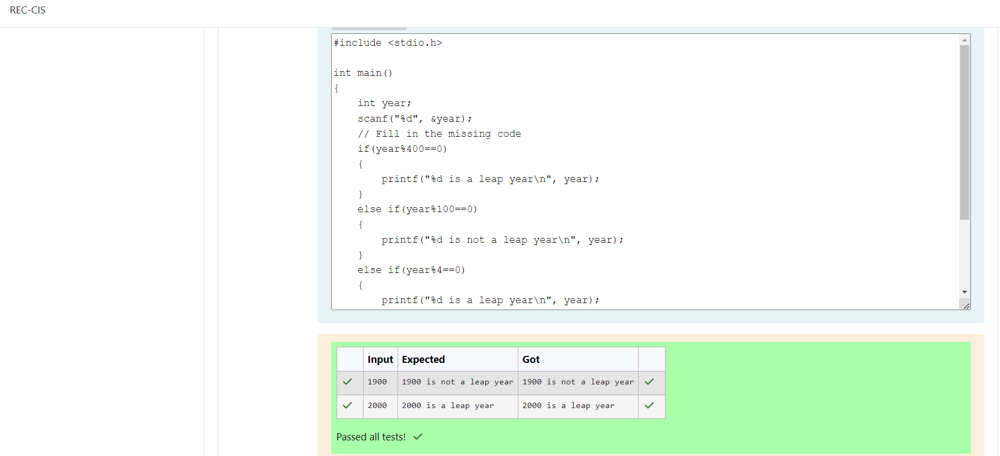 REC-CIS
#include <stdio.h>
int main()
{
    int year;
    scanf("%d", &year);
    // Fill in the missing code
    if(year%400==0)
    {
        printf("%d is a leap year\n", year);
    }
    else if(year%100==0)
    {
        printf("%d is not a leap year\n", year);
    }
    else if(year%4==0)
    {
        printf("%d is a leap year\n", year);
Input Expected Got
1900 1900 is not a leap year 1900 is not a leap year
2000 2000 is a leap year 2000 is a leap year
Passed all tests!